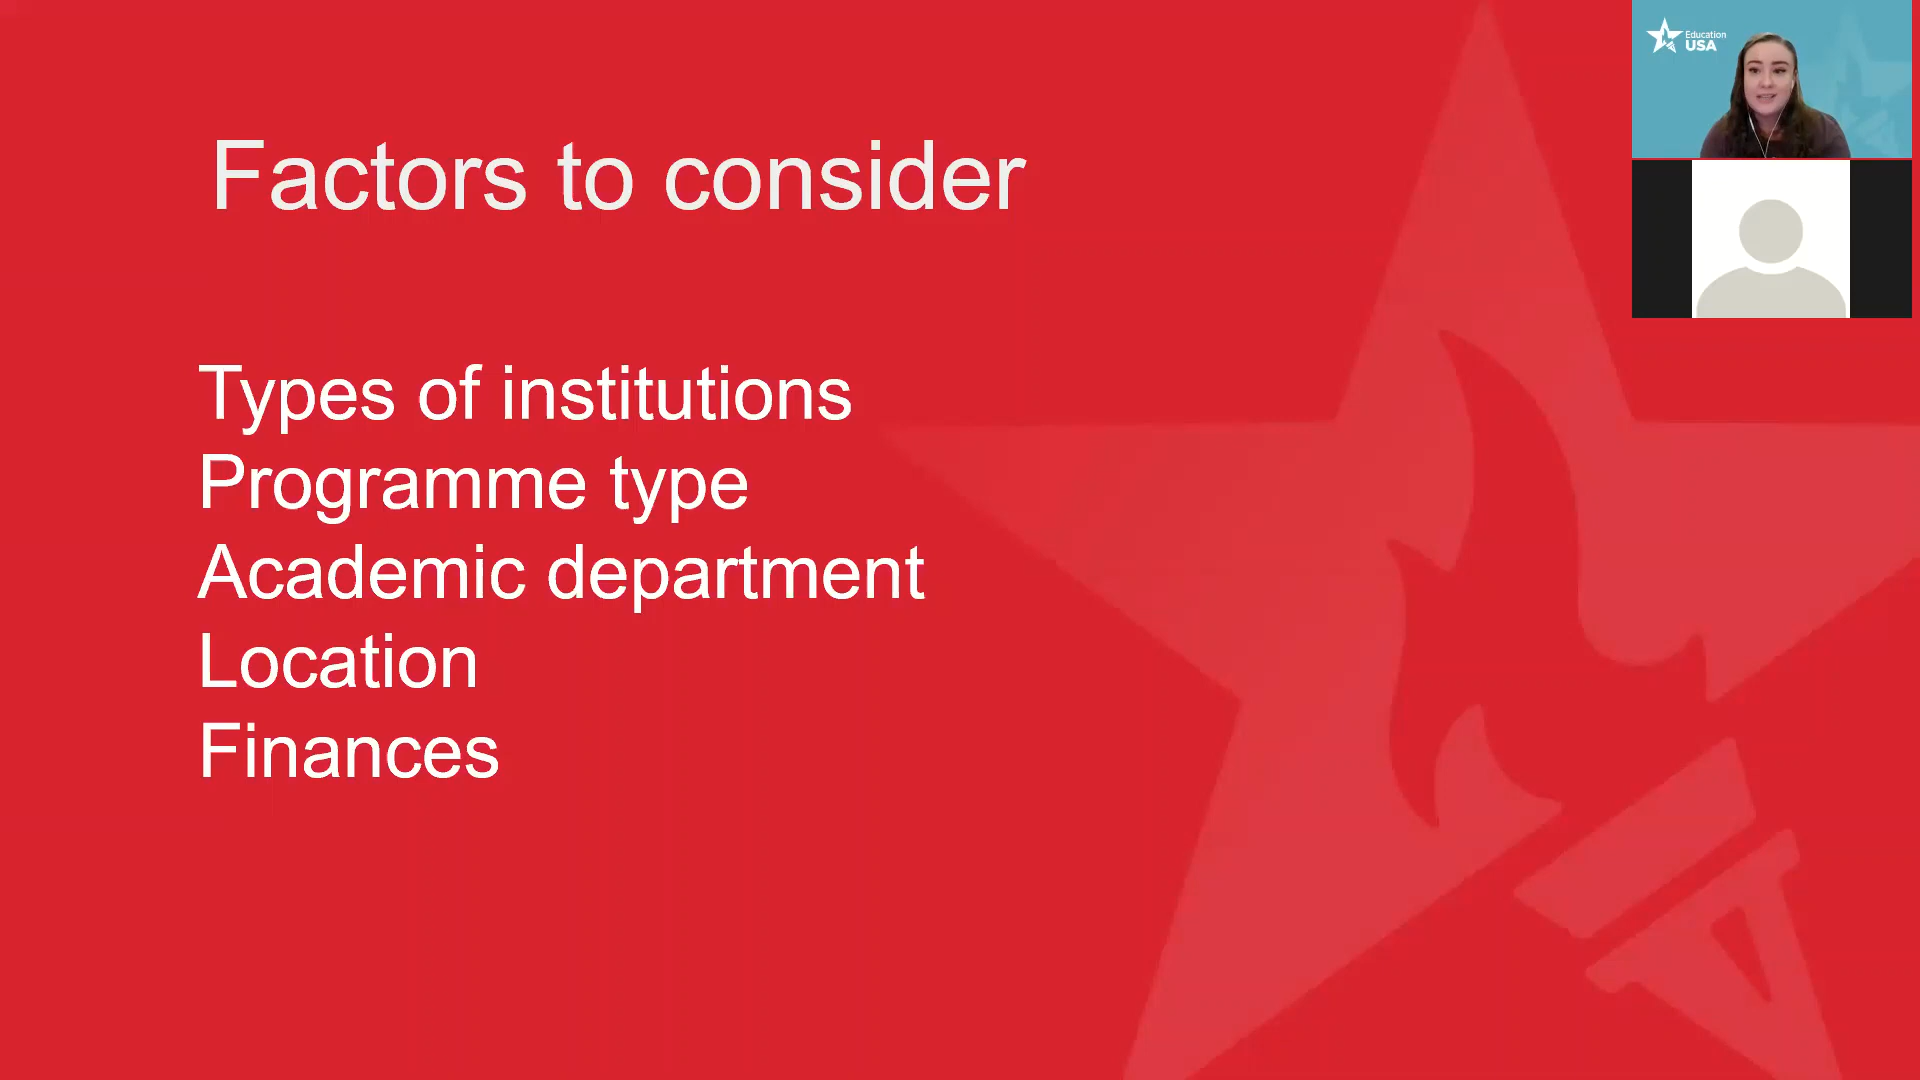 Factors to consider
Types of institutions
Programme type
Academic department
Location
Finances
Education
USA